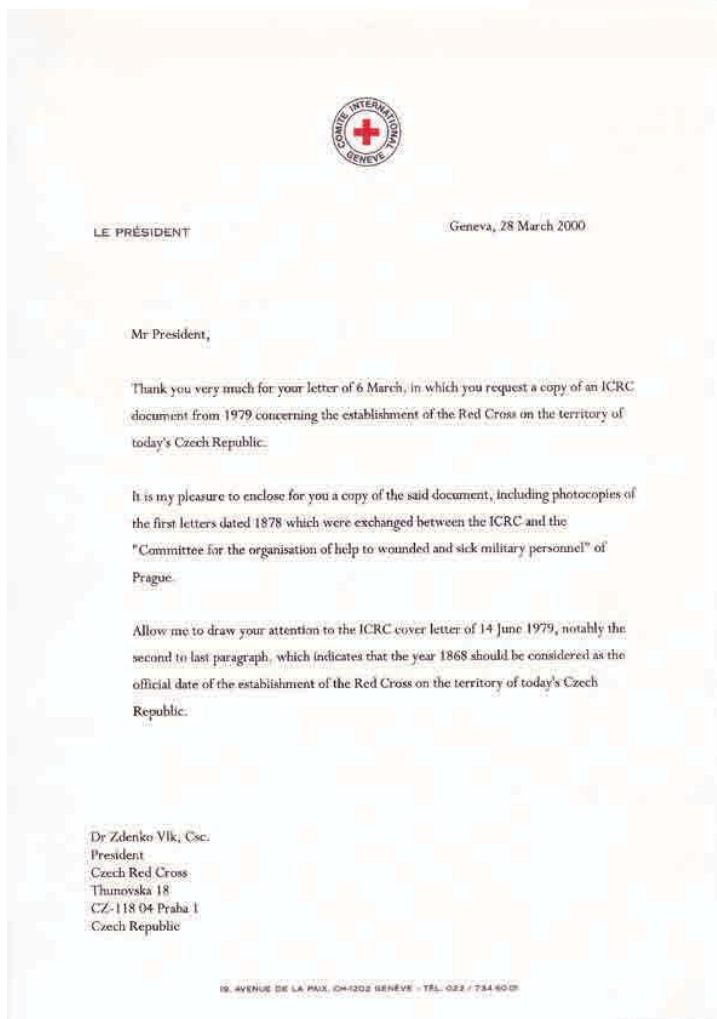 COMITE INTERNATIONAL GENEVE
LE PRÉSIDENT
Geneva, 28 March 2000
Mr President,
Thank you very much for your letter of 6 March, in which you request a copy of an ICRC
document from 1979 concerning the establishment of the Red Cross on the territory of
today's Czech Republic.
It is my pleasure to enclose for you a copy of the said document, including photocopies of
the first letters dated 1878 which were exchanged between the ICRC and the
"Committee for the organisation of help to wounded and sick military personnel" of
Prague.
Allow me to draw your attention to the ICRC cover letter of 14 June 1979, notably the
second to last paragraph, which indicates that the year 1868 should be considered as the
official date of the establishment of the Red Cross on the territory of today's Czech
Republic.
Dr Zdenko Vlk, Csc.
President
Czech Red Cross
Thunovska 18
CZ-118 04 Praha 1
Czech Republic
19, AVENUE DE LA PAIX, CH-1202 GENÈVE - TÉL. 022 / 734 60 01